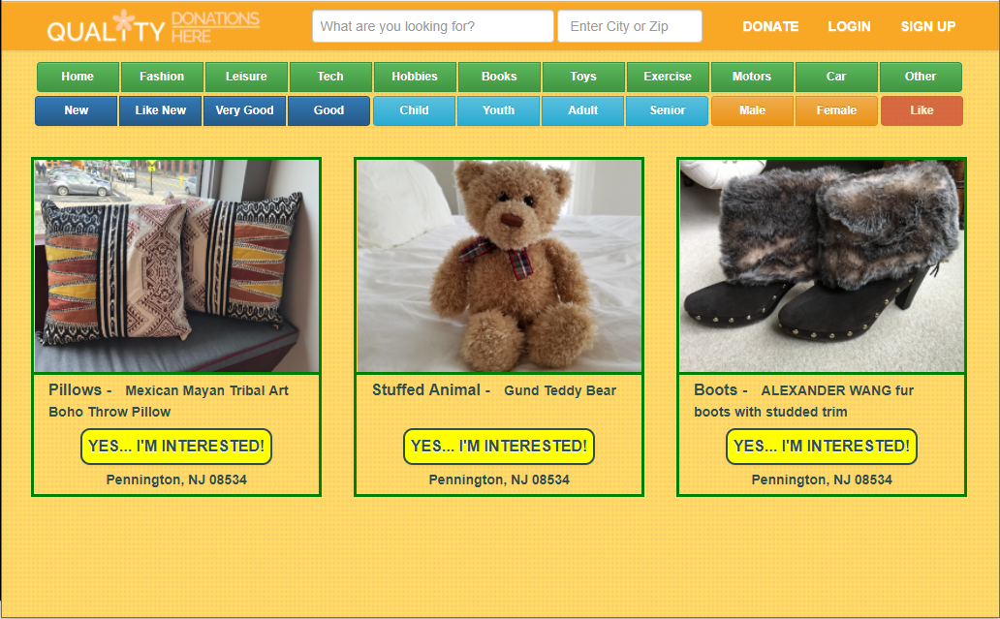 QUALITY DONATIONS HERE
What are you looking for?
Enter City or Zip
DONATE LOGIN SIGN UP
Home Fashion Leisure Tech Hobbies Books Toys Exercise Motors Car Other
New Like New Very Good Good Child Youth Adult Senior Male Female Like
Pillows - Mexican Mayan Tribal Art
Boho Throw Pillow
YES... I'M INTERESTED!
Pennington, NJ 08534
Stuffed Animal - Gund Teddy Bear
YES... I'M INTERESTED!
Pennington, NJ 08534
Boots - ALEXANDER WANG fur
boots with studded trim
YES... I'M INTERESTED!
Pennington, NJ 08534